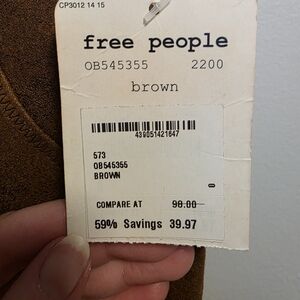 CP3012 14 15
free people
OB545355 2200
brown
439051421647
573
OB545355
BROWN
COMPARE AT 98.00
59% Savings 39.97